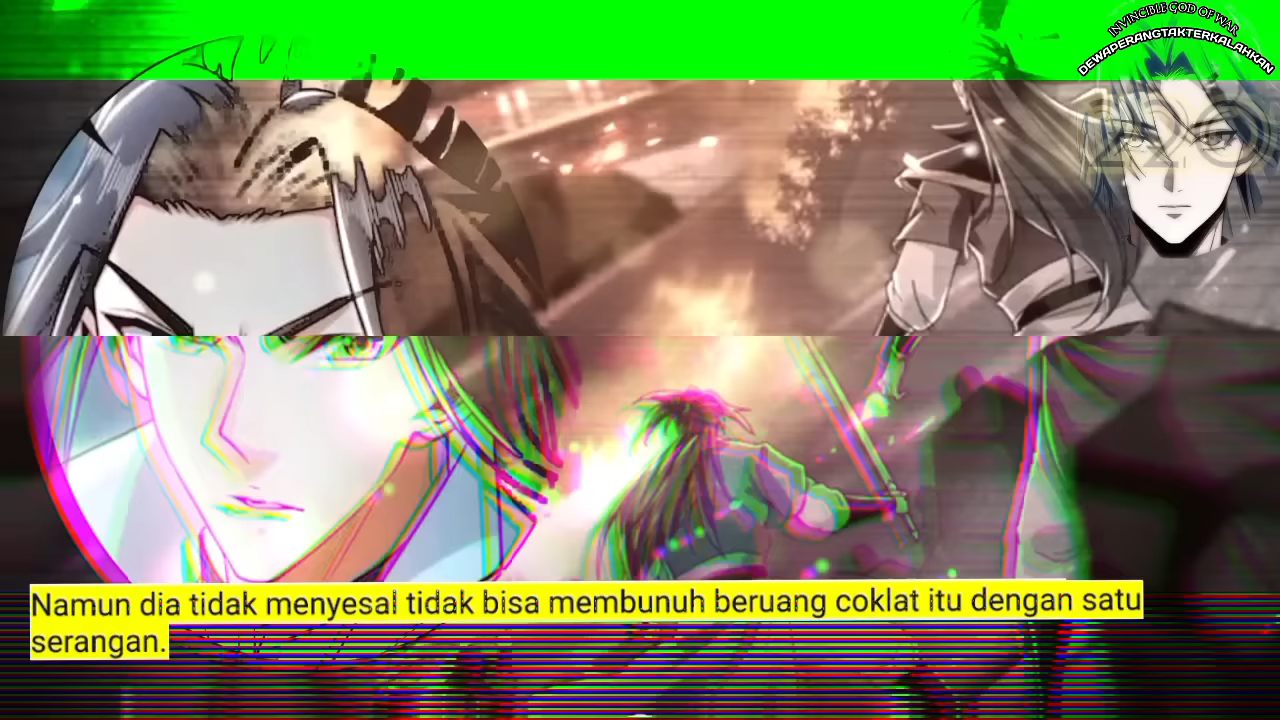 INVINCIBLE GOD OF WAR
DEWAPERANGTAKTERKALAHKAN
Namun dia tidak menyesal tidak bisa membunuh beruang coklat itu dengan satu
serangan.